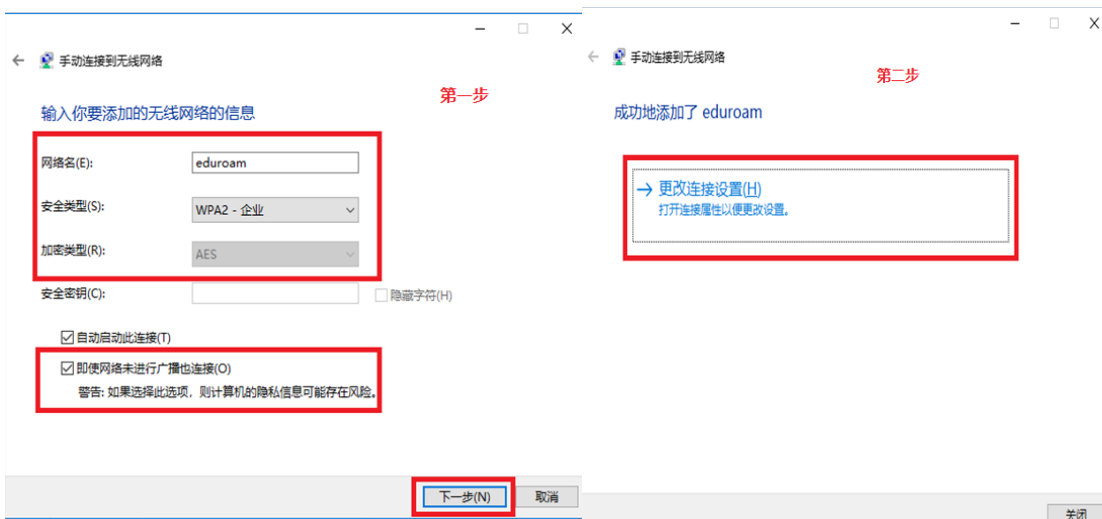 手动连接到无线网络
第一步
输入你要添加的无线网络的信息
网络名(E):
eduroam
安全类型(S):
WPA2 - 企业
加密类型(R):
AES
安全密钥(C):
隐藏字符(H)
自动启动此连接(T)
即使网络未进行广播也连接(O)
警告: 如果选择此选项，则计算机的隐私信息可能存在风险。
下一步(N)
取消
手动连接到无线网络
第二步
成功地添加了 eduroam
更改连接设置(H)
打开连接属性以便更改设置。
关闭